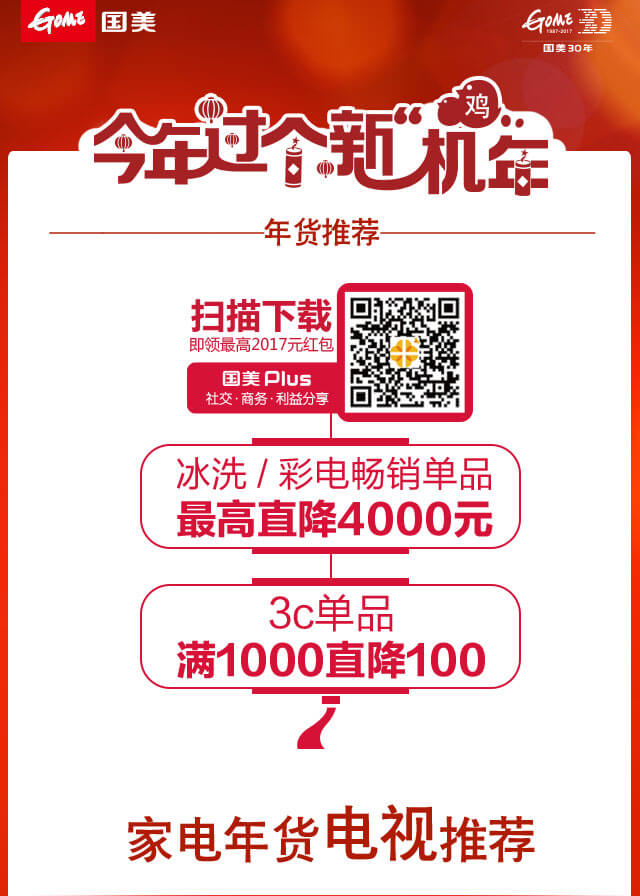 GOME 国美
GOME 30
1987-2017
国美30年
鸡
今年过个新“机”年
年货推荐
扫描下载
即领最高2017元红包
国美 Plus
社交·商务·利益分享
冰洗 / 彩电畅销单品
最高直降4000元
3c单品
满1000直降100
家电年货电视推荐